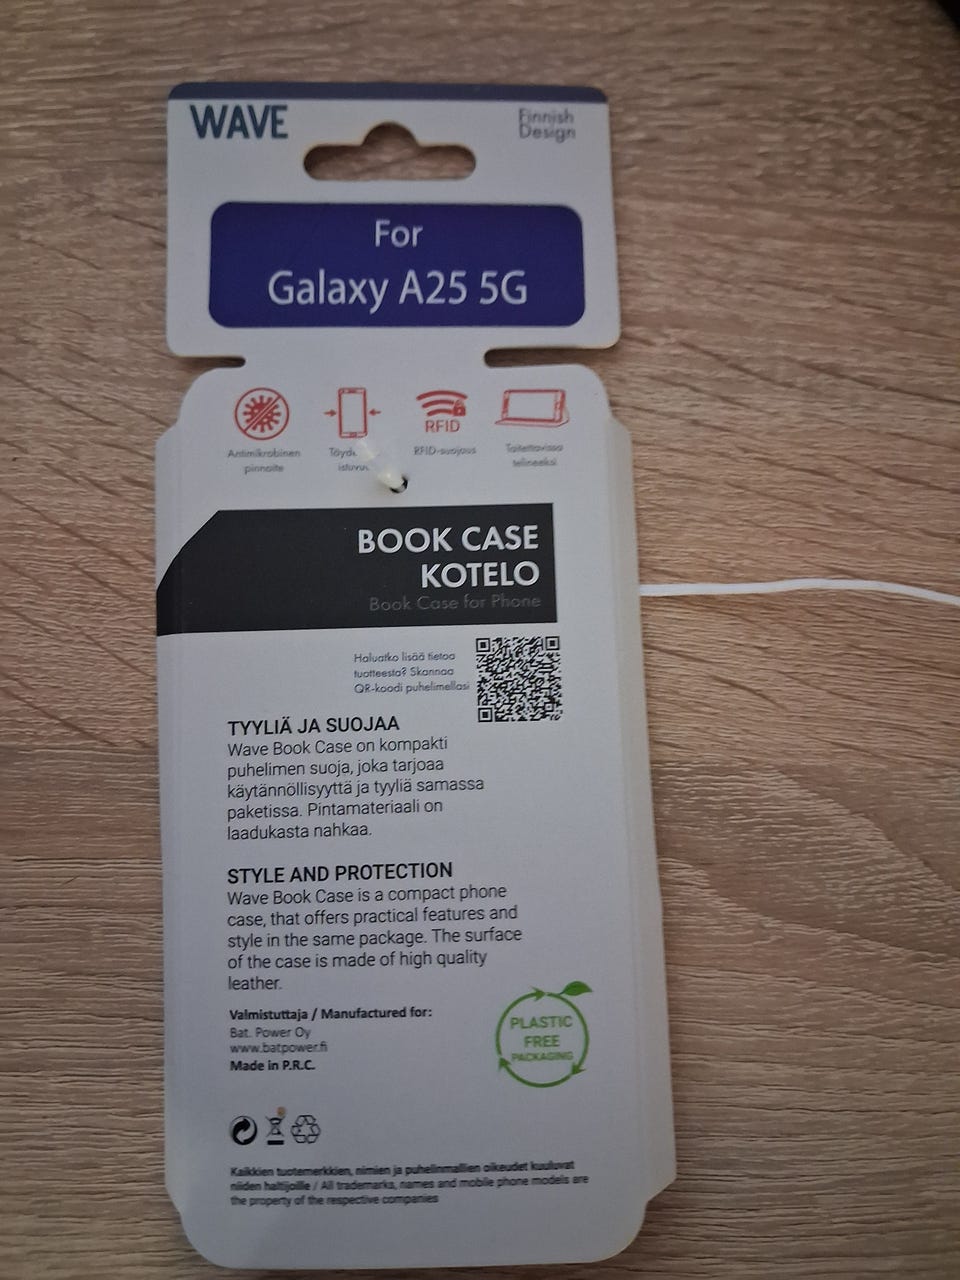 WAVE
Finnish
Design
For
Galaxy A25 5G
RFID
Antimikrobinen
pinnoite
RFID-suojaus
Taitettavissa
telineeksi
BOOK CASE
KOTELO
Book Case for Phone
Haluatko lisää tietoa
tuotteesta? Skannaa
QR-koodi puhelimellasi
TYYLIÄ JA SUOJAA
Wave Book Case on kompakti
puhelimen suoja, joka tarjoaa
käytännöllisyyttä ja tyyliä samassa
paketissa. Pintamateriaali on
laadukasta nahkaa.
STYLE AND PROTECTION
Wave Book Case is a compact phone
case, that offers practical features and
style in the same package. The surface
of the case is made of high quality
leather.
Valmistuttaja / Manufactured for:
Bat. Power Oy
www.batpower.fi
Made in P.R.C.
PLASTIC
FREE
PACKAGING
Kaikkien tuotemerkkien, nimien ja puhelinmallien oikeudet kuuluvat
niiden haltijoille / All trademarks, names and mobile phone models are
the property of the respective companies